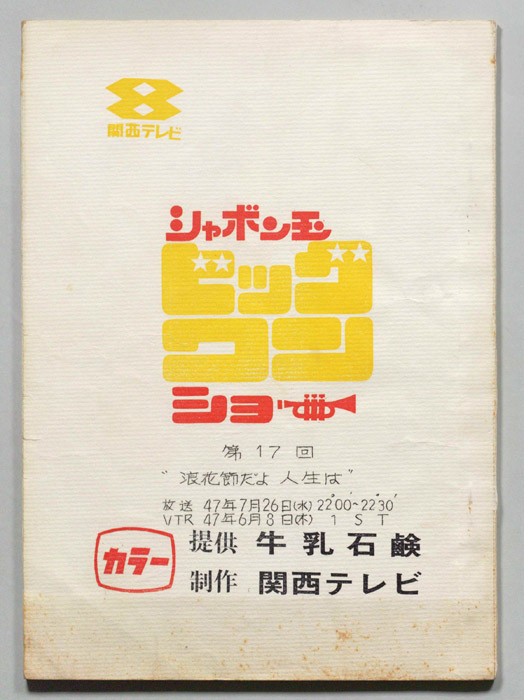 関西テレビ
シャボン玉
ビッグ
ワン
ショー
第17回
"浪花節だよ 人生は"
放送 47年7月26日(水) 22°00'~22°30'
VTR 47年6月8日(木) 1ST
カラー
提供 牛乳石鹸
制作 関西テレビ